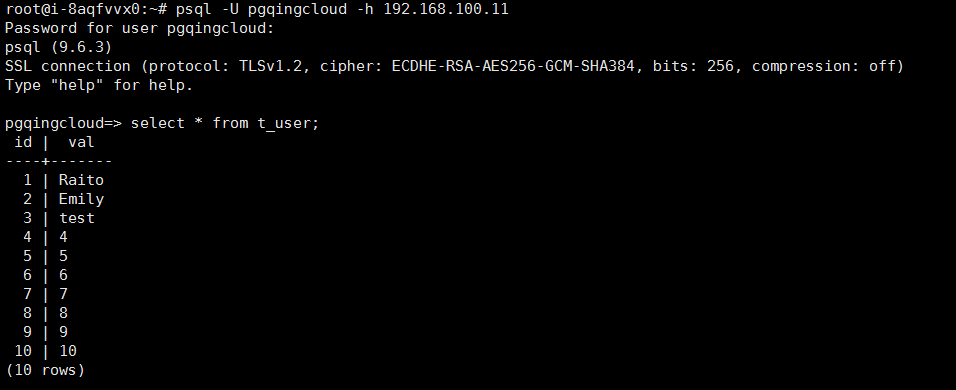 root@i-8aqfvvx0:~# psql -U pgqingcloud -h 192.168.100.11
Password for user pgqingcloud:
psql (9.6.3)
SSL connection (protocol: TLSv1.2, cipher: ECDHE-RSA-AES256-GCM-SHA384, bits: 256, compression: off)
Type "help" for help.

pgqingcloud=> select * from t_user;
 id |  val
----+-------
  1 | Raito
  2 | Emily
  3 | test
  4 | 4
  5 | 5
  6 | 6
  7 | 7
  8 | 8
  9 | 9
 10 | 10
(10 rows)